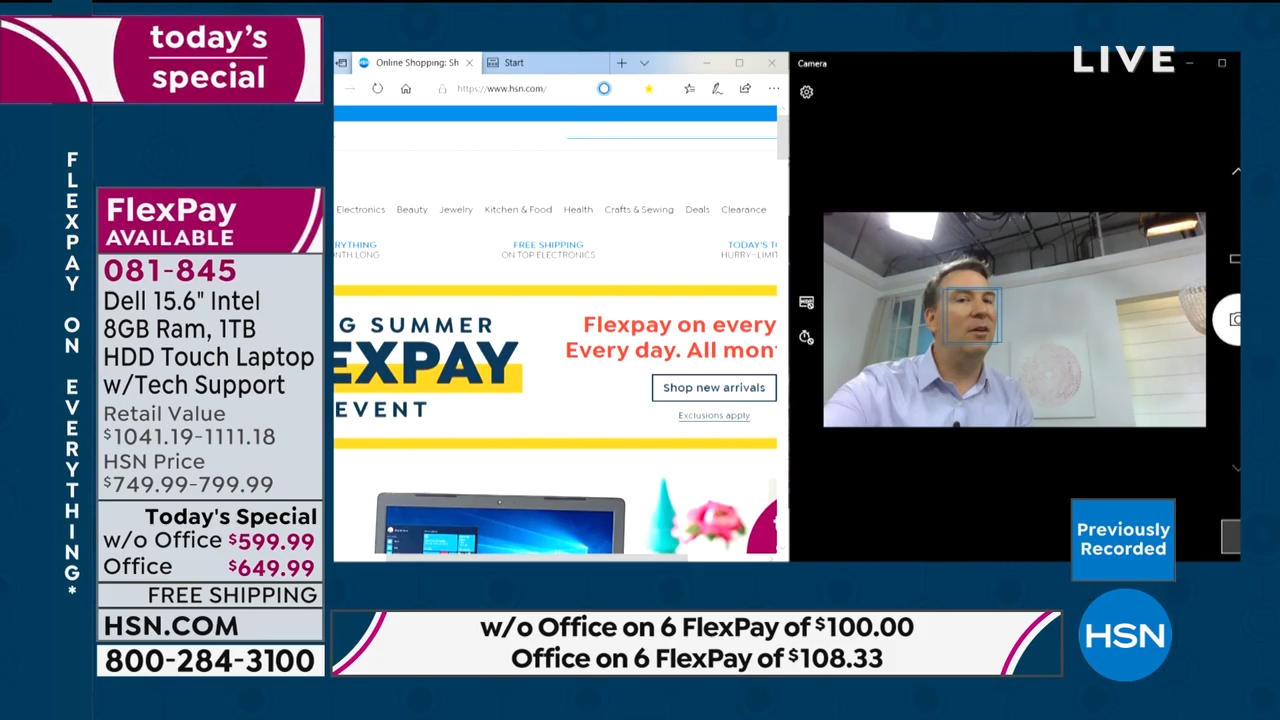 today's
special
FLEXPAY ON EVERYTHING*
FlexPay
AVAILABLE
081-845
Dell 15.6" Intel
8GB Ram, 1TB
HDD Touch Laptop
w/Tech Support
Retail Value
$1041.19-1111.18
HSN Price
$749.99-799.99
Today's Special
w/o Office $599.99
Office $649.99
FREE SHIPPING
HSN.COM
800-284-3100
Online Shopping: Sh
Start
https://www.hsn.com/
Electronics Beauty Jewelry Kitchen & Food Health Crafts & Sewing Deals Clearance
RYTHING
NTH LONG
FREE SHIPPING
ON TOP ELECTRONICS
TODAY'S T
HURRY-LIMIT
G SUMMER
EXPAY
EVENT
Flexpay on every
Every day. All mon
Shop new arrivals
Exclusions apply
Camera
LIVE
Previously
Recorded
HSN
w/o Office on 6 FlexPay of $100.00
Office on 6 FlexPay of $108.33